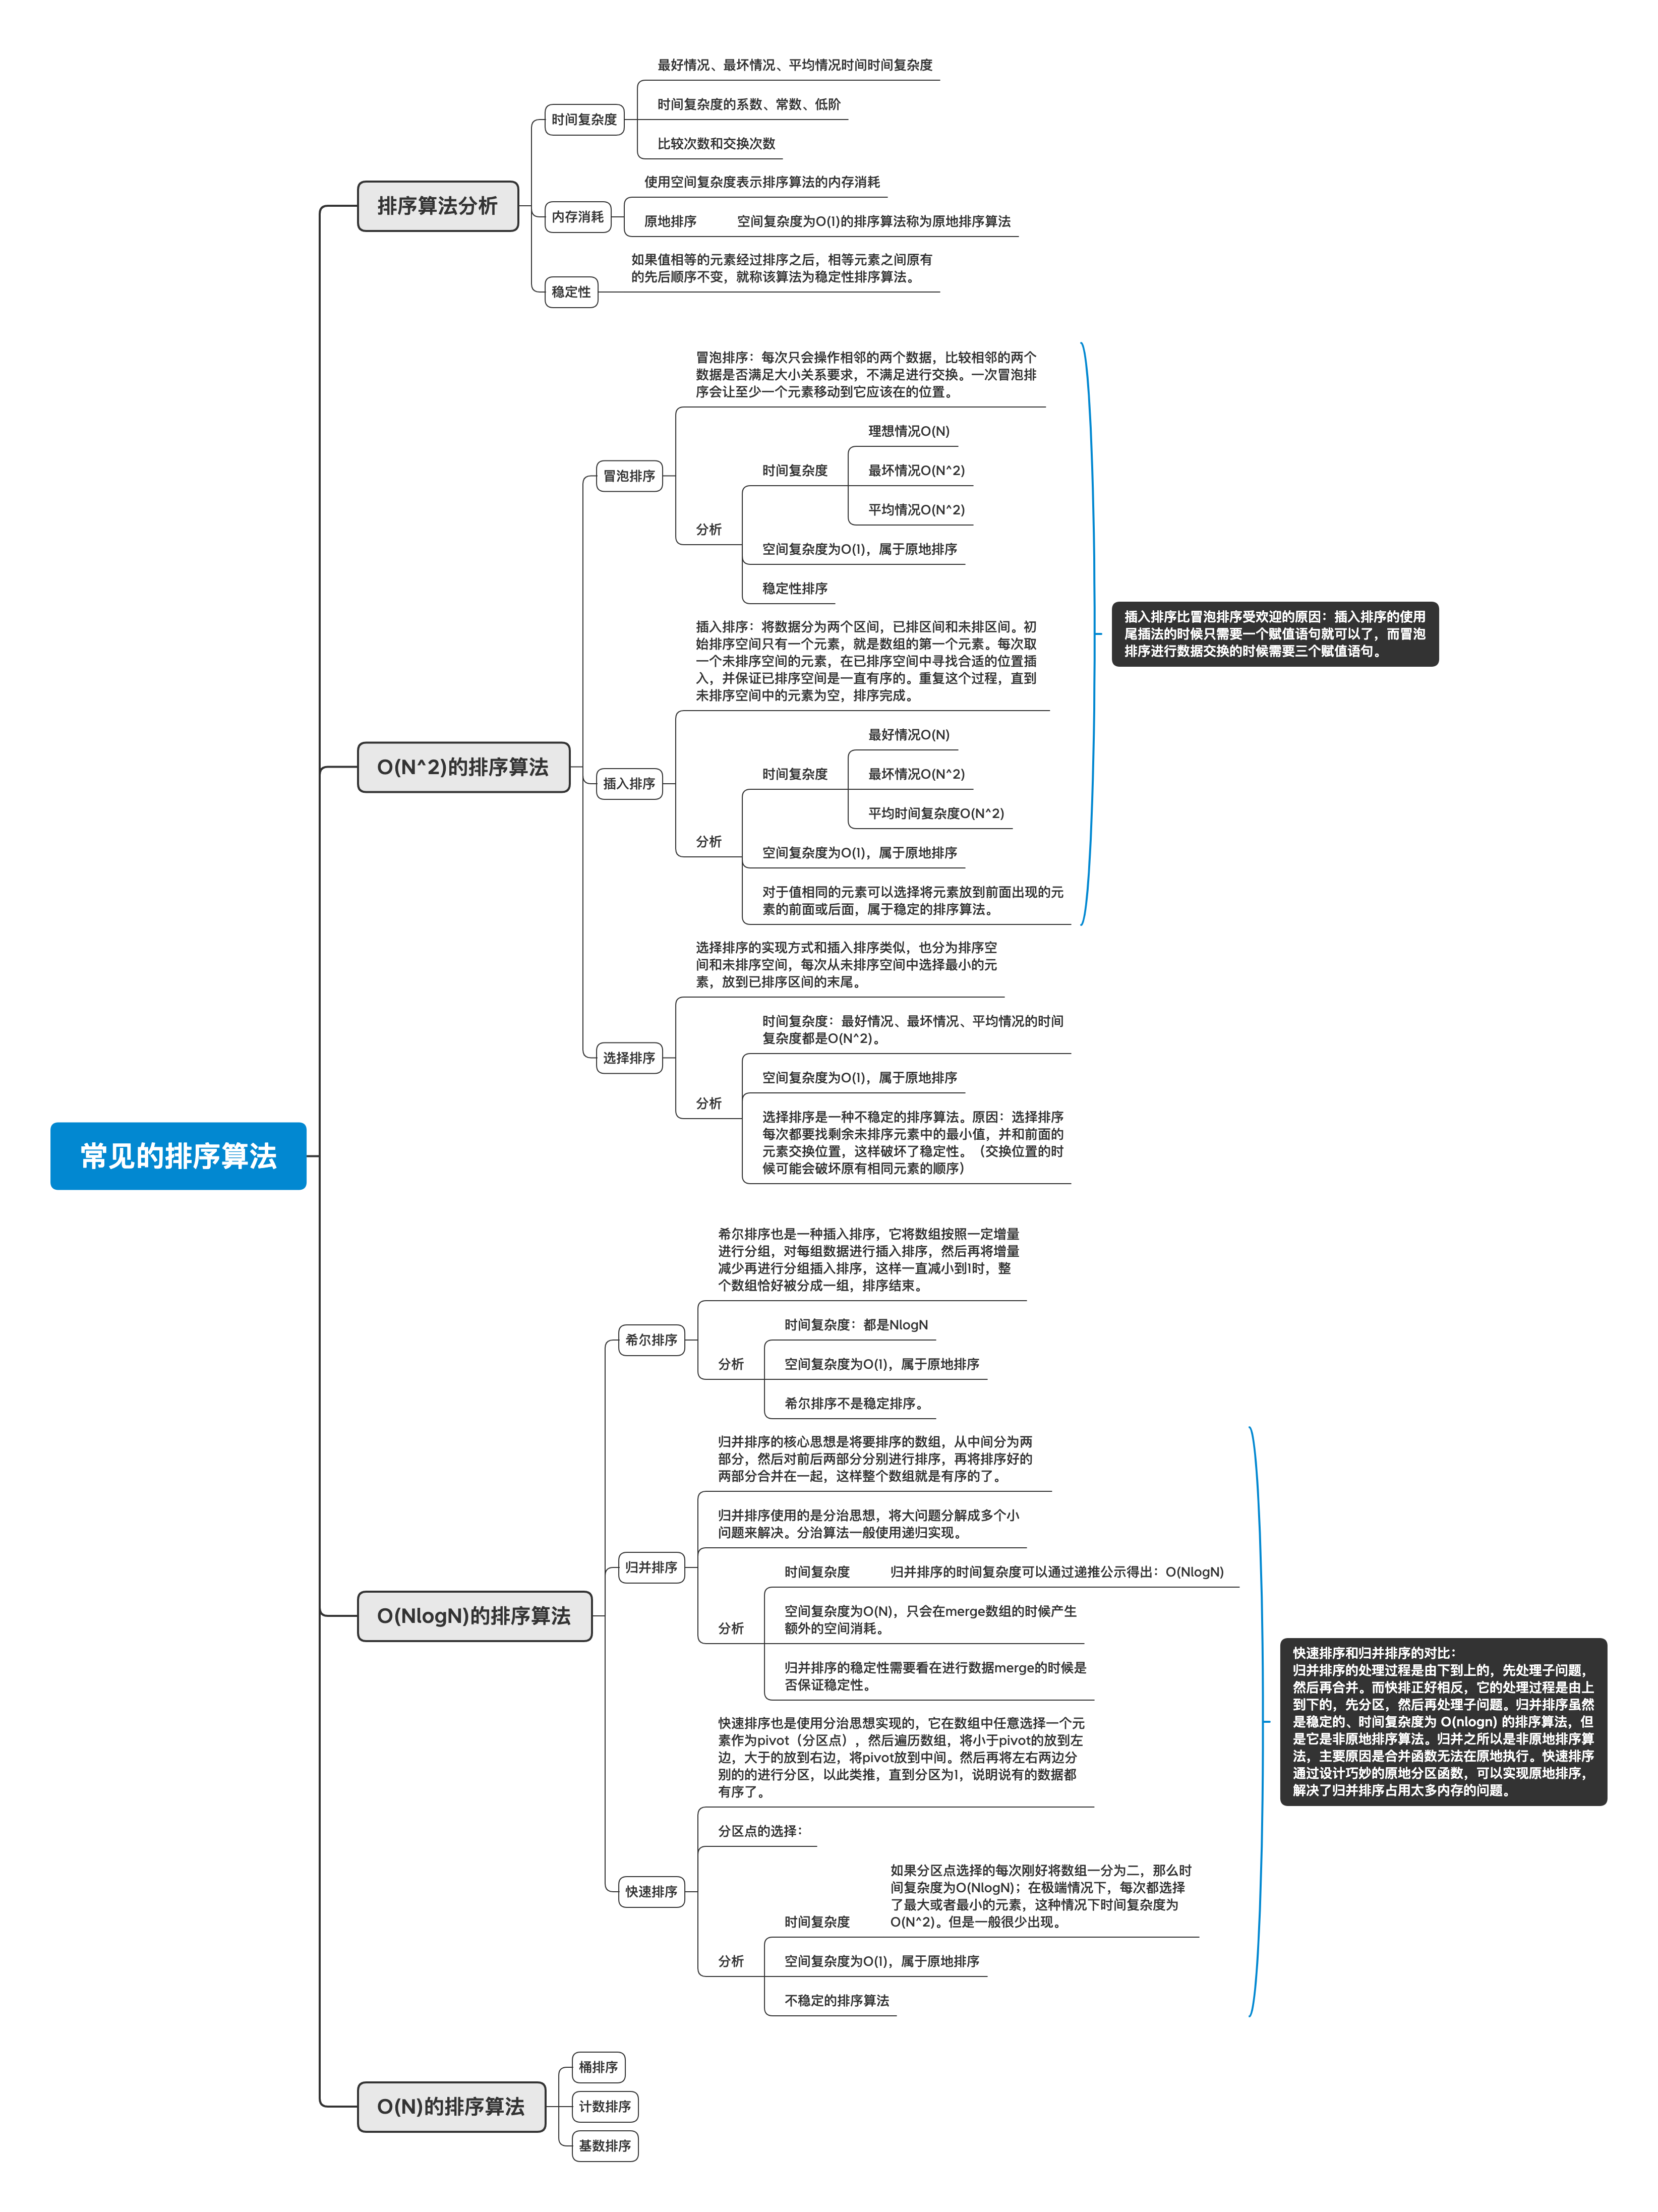 常见的排序算法
排序算法分析
时间复杂度
最好情况、最坏情况、平均情况时间时间复杂度
时间复杂度的系数、常数、低阶
比较次数和交换次数
内存消耗
使用空间复杂度表示排序算法的内存消耗
原地排序
空间复杂度为O(1)的排序算法称为原地排序算法
稳定性
如果值相等的元素经过排序之后，相等元素之间原有
的先后顺序不变，就称该算法为稳定性排序算法。
O(N^2)的排序算法
冒泡排序
冒泡排序：每次只会操作相邻的两个数据，比较相邻的两个
数据是否满足大小关系要求，不满足进行交换。一次冒泡排
序会让至少一个元素移动到它应该在的位置。
分析
时间复杂度
理想情况O(N)
最坏情况O(N^2)
平均情况O(N^2)
空间复杂度为O(1)，属于原地排序
稳定性排序
插入排序
插入排序：将数据分为两个区间，已排区间和未排区间。初
始排序空间只有一个元素，就是数组的第一个元素。每次取
一个未排序空间的元素，在已排序空间中寻找合适的位置插
入，并保证已排序空间是一直有序的。重复这个过程，直到
未排序空间中的元素为空，排序完成。
分析
时间复杂度
最好情况O(N)
最坏情况O(N^2)
平均时间复杂度O(N^2)
空间复杂度为O(1)，属于原地排序
对于值相同的元素可以选择将元素放到前面出现的元
素的前面或后面，属于稳定的排序算法。
插入排序比冒泡排序受欢迎的原因：插入排序的使用
尾插法的时候只需要一个赋值语句就可以了，而冒泡
排序进行数据交换的时候需要三个赋值语句。
选择排序
选择排序的实现方式和插入排序类似，也分为排序空
间和未排序空间，每次从未排序空间中选择最小的元
素，放到已排序区间的末尾。
分析
时间复杂度：最好情况、最坏情况、平均情况的时间
复杂度都是O(N^2)。
空间复杂度为O(1)，属于原地排序
选择排序是一种不稳定的排序算法。原因：选择排序
每次都要找剩余未排序元素中的最小值，并和前面的
元素交换位置，这样破坏了稳定性。（交换位置的时
候可能会破坏原有相同元素的顺序）
O(NlogN)的排序算法
希尔排序
希尔排序也是一种插入排序，它将数组按照一定增量
进行分组，对每组数据进行插入排序，然后再将增量
减少再进行分组插入排序，这样一直减小到1时，整
个数组恰好被分成一组，排序结束。
分析
时间复杂度：都是NlogN
空间复杂度为O(1)，属于原地排序
希尔排序不是稳定排序。
归并排序
归并排序的核心思想是将要排序的数组，从中间分为两
部分，然后对前后两部分分别进行排序，再将排序好的
两部分合并在一起，这样整个数组就是有序的了。
归并排序使用的是分治思想，将大问题分解成多个小
问题来解决。分治算法一般使用递归实现。
分析
时间复杂度
归并排序的时间复杂度可以通过递推公示得出：O(NlogN)
空间复杂度为O(N)，只会在merge数组的时候产生
额外的空间消耗。
归并排序的稳定性需要看在进行数据merge的时候是
否保证稳定性。
快速排序
快速排序也是使用分治思想实现的，它在数组中任意选择一个元
素作为pivot（分区点），然后遍历数组，将小于pivot的放到左
边，大于的放到右边，将pivot放到中间。然后再将左右两边分
别的的进行分区，以此类推，直到分区为1，说明说有的数据都
有序了。
分区点的选择：
分析
时间复杂度
如果分区点选择的每次刚好将数组一分为二，那么时
间复杂度为O(NlogN)；在极端情况下，每次都选择
了最大或者最小的元素，这种情况下时间复杂度为
O(N^2)。但是一般很少出现。
空间复杂度为O(1)，属于原地排序
不稳定的排序算法
快速排序和归并排序的对比：
归并排序的处理过程是由下到上的，先处理子问题，
然后再合并。而快排正好相反，它的处理过程是由上
到下的，先分区，然后再处理子问题。归并排序虽然
是稳定的、时间复杂度为 O(nlogn) 的排序算法，但
是它是非原地排序算法。归并之所以是非原地排序算
法，主要原因是合并函数无法在原地执行。快速排序
通过设计巧妙的原地分区函数，可以实现原地排序，
解决了归并排序占用太多内存的问题。
O(N)的排序算法
桶排序
计数排序
基数排序